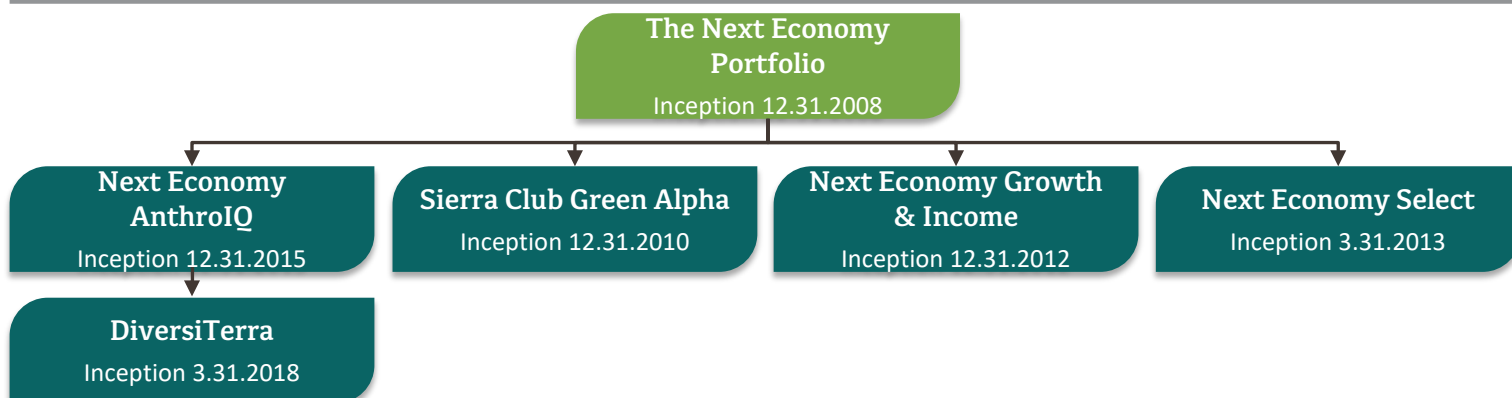 The Next Economy
Portfolio
Inception 12.31.2008
Next Economy
AnthroIQ
Inception 12.31.2015
Sierra Club Green Alpha
Inception 12.31.2010
Next Economy Growth
& Income
Inception 12.31.2012
Next Economy Select
Inception 3.31.2013
DiversiTerra
Inception 3.31.2018